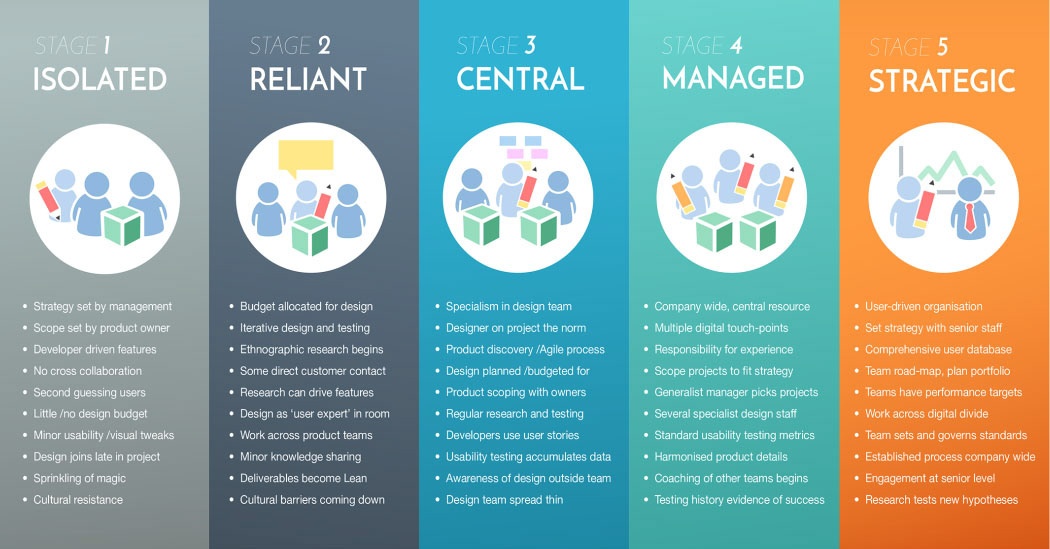 STAGE 1
ISOLATED
• Strategy set by management
• Scope set by product owner
• Developer driven features
• No cross collaboration
• Second guessing users
• Little /no design budget
• Minor usability /visual tweaks
• Design joins late in project
• Sprinkling of magic
• Cultural resistance
STAGE 2
RELIANT
• Budget allocated for design
• Iterative design and testing
• Ethnographic research begins
• Some direct customer contact
• Research can drive features
• Design as ‘user expert’ in room
• Work across product teams
• Minor knowledge sharing
• Deliverables become Lean
• Cultural barriers coming down
STAGE 3
CENTRAL
• Specialism in design team
• Designer on project the norm
• Product discovery /Agile process
• Design planned /budgeted for
• Product scoping with owners
• Regular research and testing
• Developers use user stories
• Usability testing accumulates data
• Awareness of design outside team
• Design team spread thin
STAGE 4
MANAGED
• Company wide, central resource
• Multiple digital touch-points
• Responsibility for experience
• Scope projects to fit strategy
• Generalist manager picks projects
• Several specialist design staff
• Standard usability testing metrics
• Harmonised product details
• Coaching of other teams begins
• Testing history evidence of success
STAGE 5
STRATEGIC
• User-driven organisation
• Set strategy with senior staff
• Comprehensive user database
• Team road-map, plan portfolio
• Teams have performance targets
• Work across digital divide
• Team sets and governs standards
• Established process company wide
• Engagement at senior level
• Research tests new hypotheses